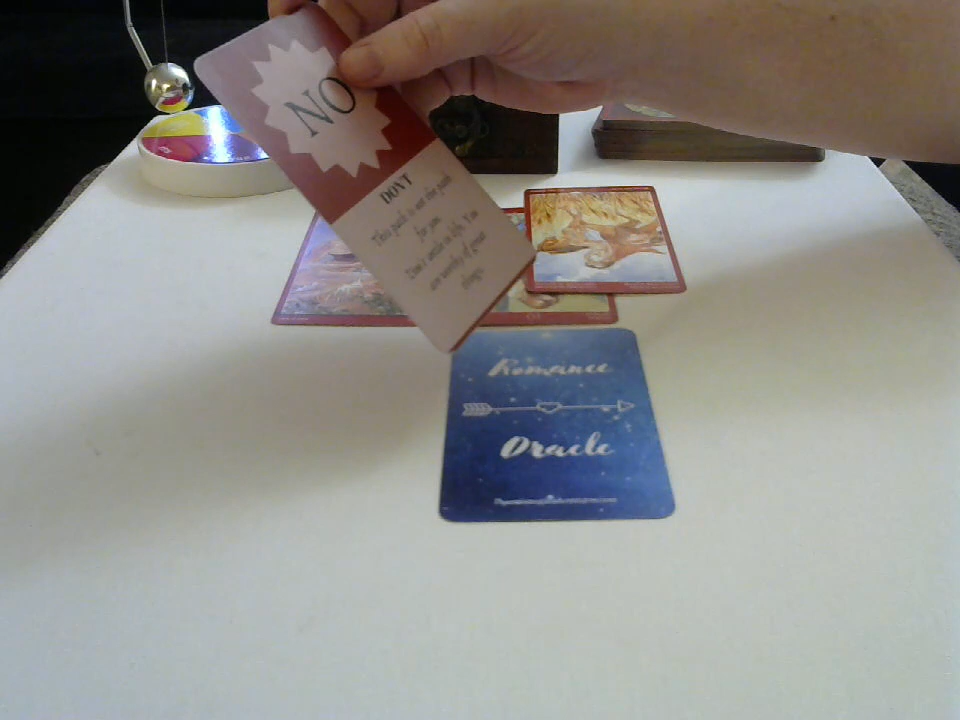 NO
DON'T
This path is not the path
for you.
Don't settle in life. You
are worthy of great
things.
Romance
Oracle